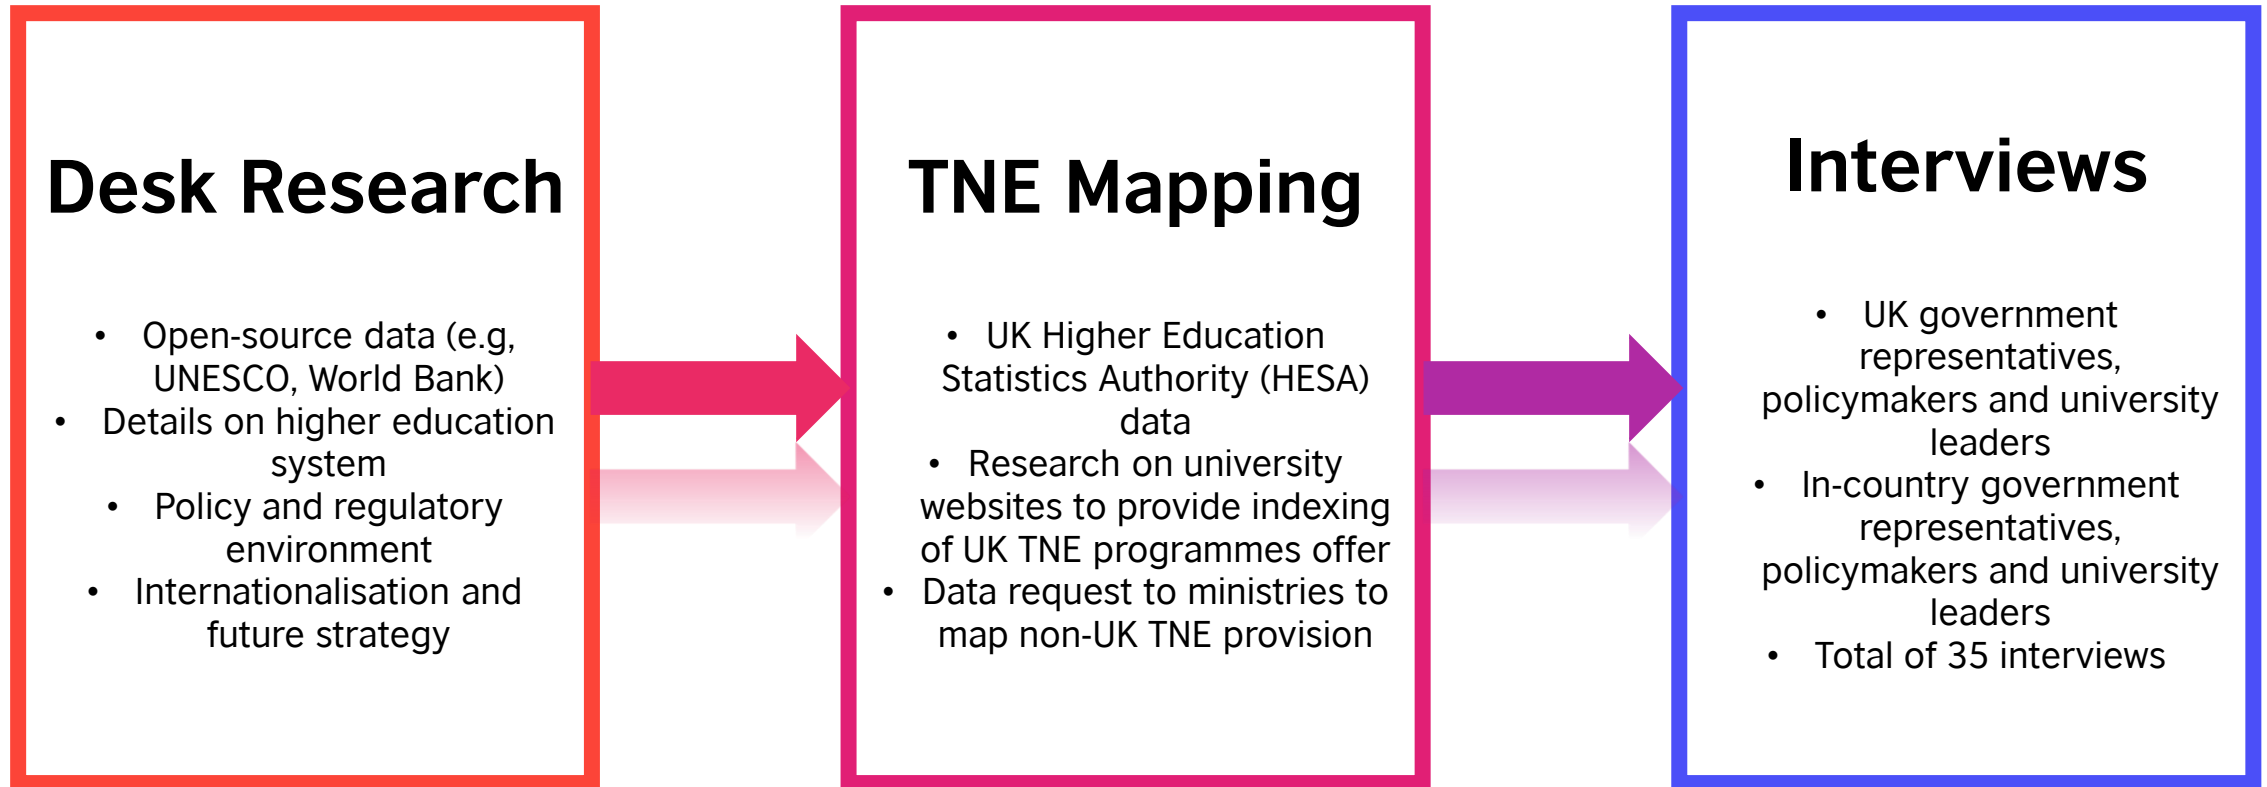 Desk Research
• Open-source data (e.g,
UNESCO, World Bank)
• Details on higher education
system
• Policy and regulatory
environment
• Internationalisation and
future strategy
TNE Mapping
• UK Higher Education
Statistics Authority (HESA)
data
• Research on university
websites to provide indexing
of UK TNE programmes offer
• Data request to ministries to
map non-UK TNE provision
Interviews
• UK government
representatives,
policymakers and university
leaders
• In-country government
representatives,
policymakers and university
leaders
• Total of 35 interviews